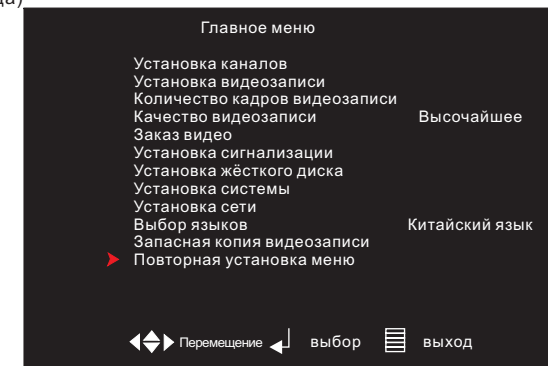 да)
Главное меню
Установка каналов
Установка видеозаписи
Количество кадров видеозаписи
Качество видеозаписи Высочайшее
Заказ видео
Установка сигнализации
Установка жёсткого диска
Установка системы
Установка сети
Выбор языков Китайский язык
Запасная копия видеозаписи
Повторная установка меню
Перемещение выбор выход